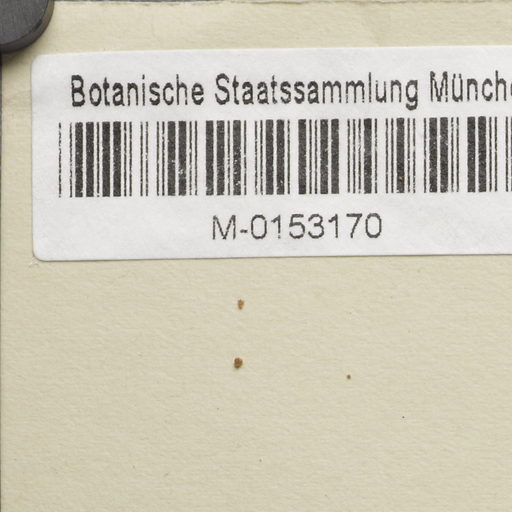 Botanische Staatssammlung Münch
M-0153170